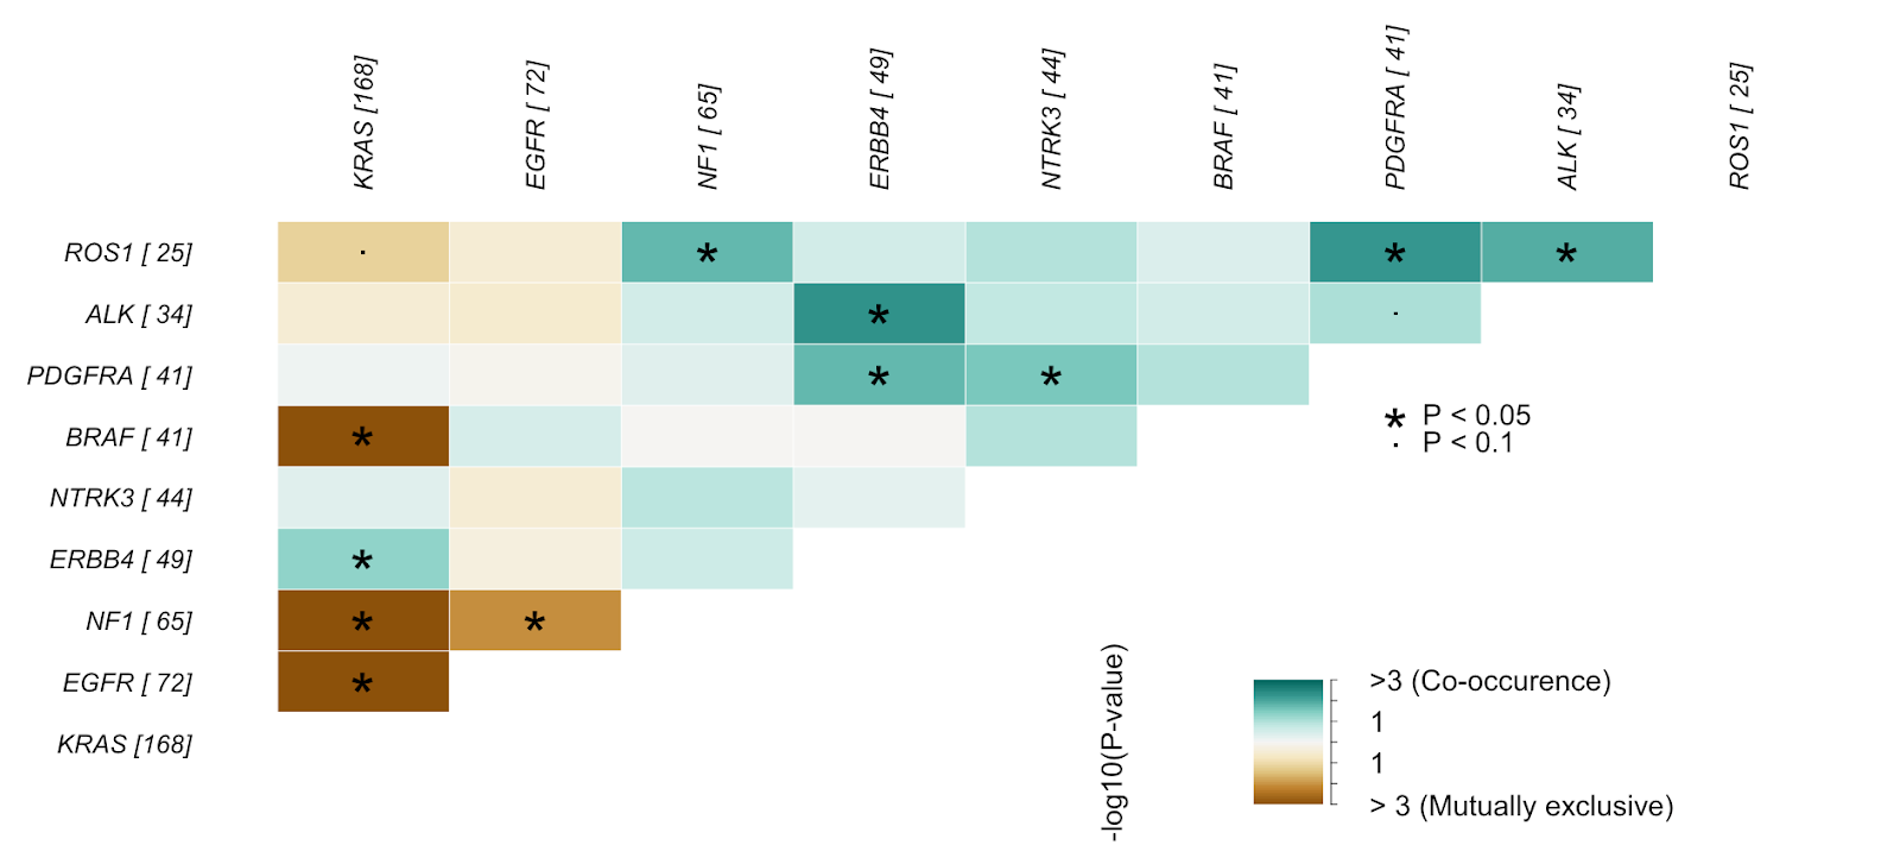 KRAS [168]
EGFR [ 72]
NF1 [ 65]
ERBB4 [ 49]
NTRK3 [ 44]
BRAF [ 41]
PDGFRA [ 41]
ALK [ 34]
ROS1 [ 25]
ROS1 [ 25]
. * * *
ALK [ 34]
* .
PDGFRA [ 41]
* *
BRAF [ 41]
*
NTRK3 [ 44]
ERBB4 [ 49]
*
NF1 [ 65]
* *
EGFR [ 72]
*
KRAS [168]
* P < 0.05
. P < 0.1
-log10(P-value)
>3 (Co-occurence)
1
1
> 3 (Mutually exclusive)